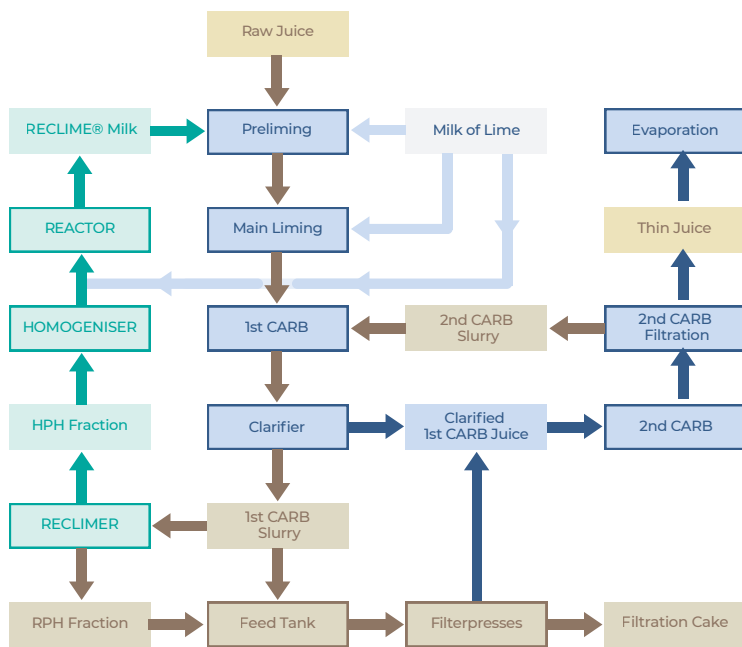 Raw Juice
RECLIME® Milk
Preliming
Milk of Lime
Evaporation
REACTOR
Main Liming
Thin Juice
HOMOGENISER
1st CARB
2nd CARB
Slurry
2nd CARB
Filtration
HPH Fraction
Clarifier
Clarified
1st CARB Juice
2nd CARB
RECLIMER
1st CARB
Slurry
RPH Fraction
Feed Tank
Filterpresses
Filtration Cake